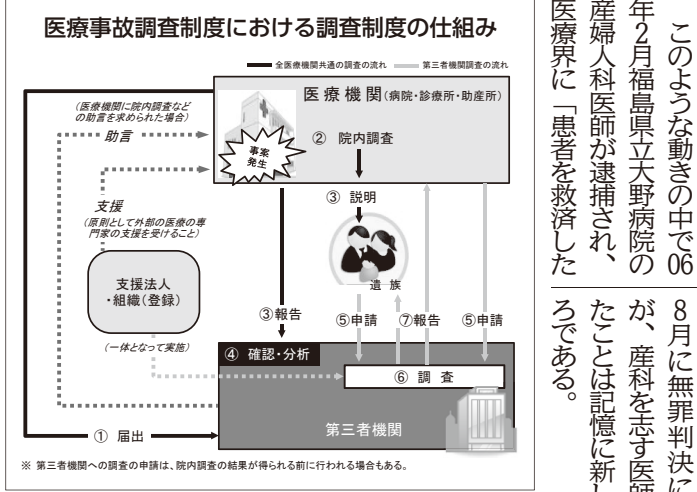 医療事故調査制度における調査制度の仕組み
全医療機関共通の調査の流れ
第三者機関調査の流れ
(医療機関に院内調査など
の助言を求められた場合)
助言
医療機関(病院・診療所・助産所)
事案
発生
② 院内調査
③ 説明
遺族
支援
(原則として外部の医療の専
門家の支援を受けること)
支援法人
・組織(登録)
(一体となって実施)
③報告
⑤申請
⑦報告
⑤申請
④ 確認・分析
⑥ 調査
第三者機関
① 届出
※ 第三者機関への調査の申請は、院内調査の結果が得られる前に行われる場合もある。
このような動きの中で06
年2月福島県立大野病院の
産婦人科医師が逮捕され、
医療界に「患者を救済した
8月に無罪判決に
が、産科を志す医師
たことは記憶に新し
ろである。